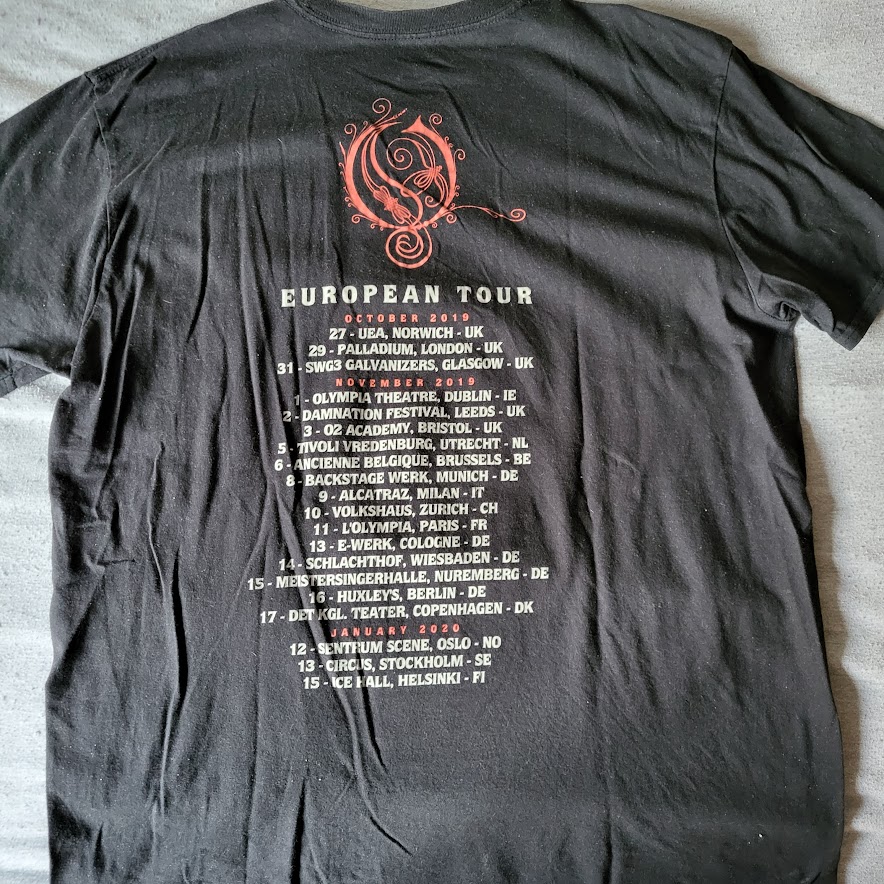 EUROPEAN TOUR
OCTOBER 2019
27 - UEA, NORWICH - UK
29 - PALLADIUM, LONDON - UK
31 - SWG3 GALVANIZERS, GLASGOW - UK
NOVEMBER 2019
1 - OLYMPIA THEATRE, DUBLIN - IE
2 - DAMNATION FESTIVAL, LEEDS - UK
3 - O2 ACADEMY, BRISTOL - UK
5 - TIVOLI VREDENBURG, UTRECHT - NL
6 - ANCIENNE BELGIQUE, BRUSSELS - BE
8 - BACKSTAGE WERK, MUNICH - DE
9 - ALCATRAZ, MILAN - IT
10 - VOLKSHAUS, ZURICH - CH
11 - L'OLYMPIA, PARIS - FR
13 - E-WERK, COLOGNE - DE
14 - SCHLACHTHOF, WIESBADEN - DE
15 - MEISTERSINGERHALLE, NUREMBERG - DE
16 - HUXLEY'S, BERLIN - DE
17 - DET KGL. TEATER, COPENHAGEN - DK
JANUARY 2020
12 - SENTRUM SCENE, OSLO - NO
13 - CIRCUS, STOCKHOLM - SE
15 - ICE HALL, HELSINKI - FI